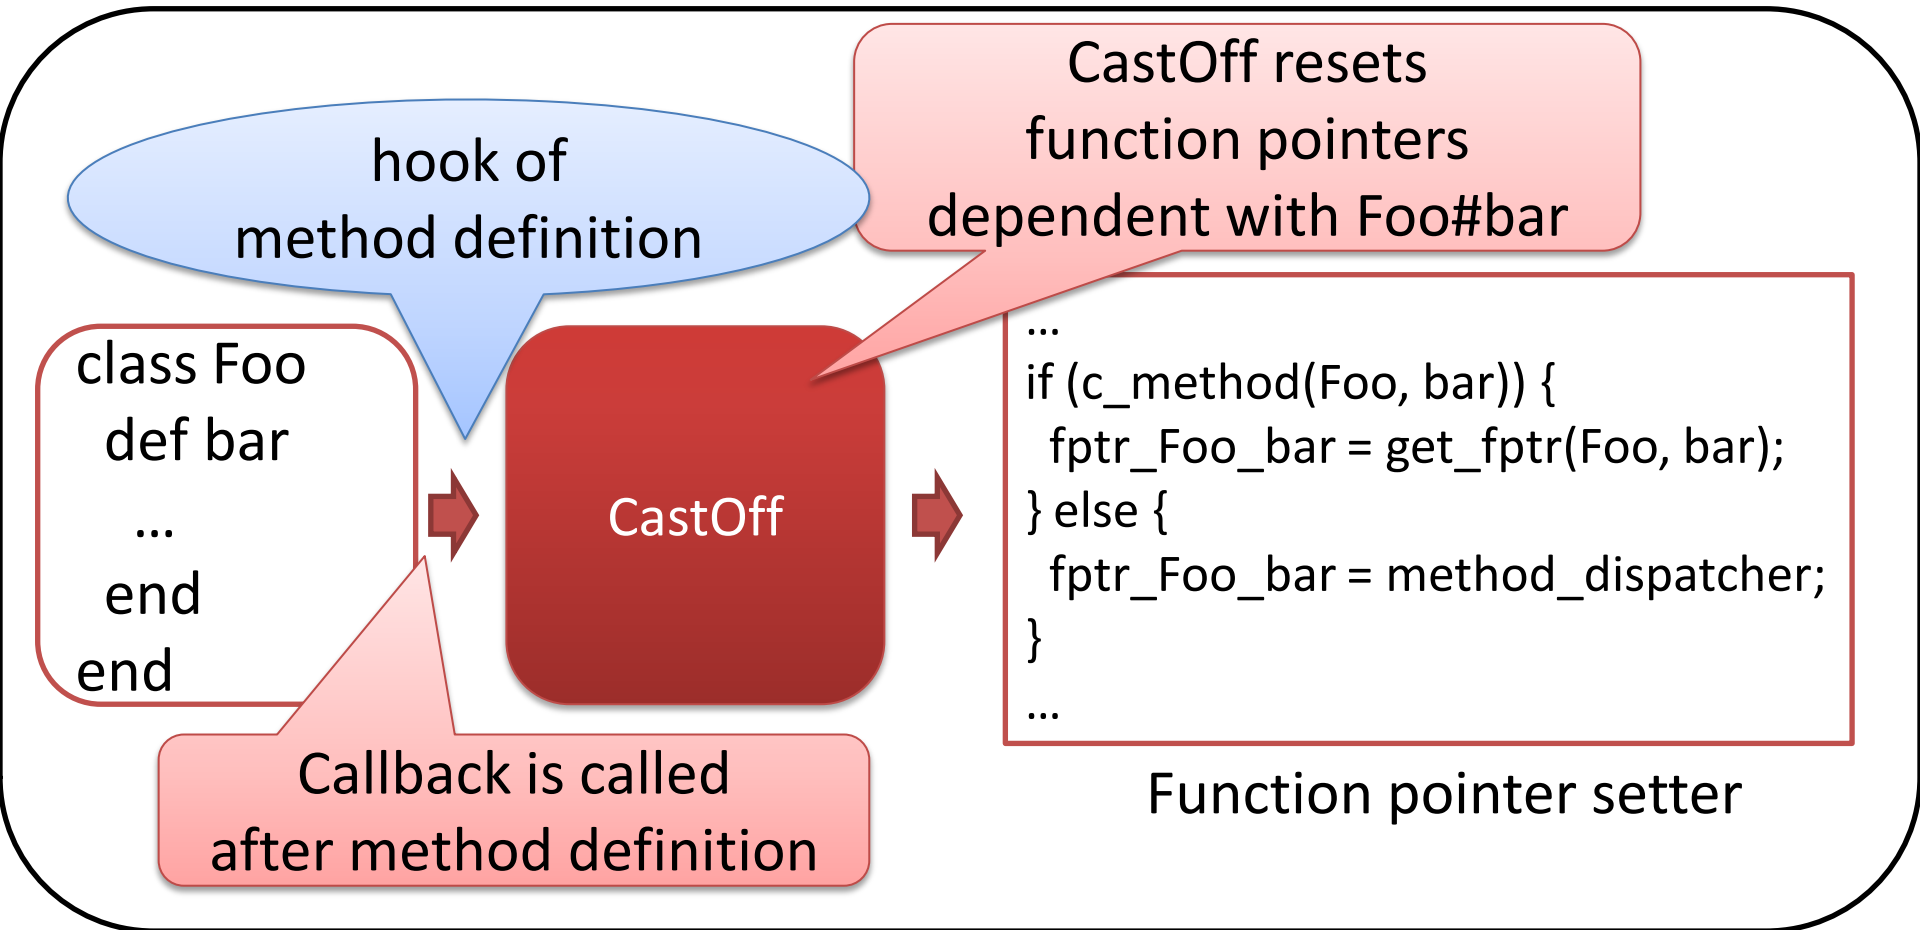 CastOff resets
function pointers
dependent with Foo#bar
hook of
method definition
class Foo
def bar
...
end
end
CastOff
...
if (c_method(Foo, bar)) {
fptr_Foo_bar = get_fptr(Foo, bar);
} else {
fptr_Foo_bar = method_dispatcher;
}
...
Callback is called
after method definition
Function pointer setter